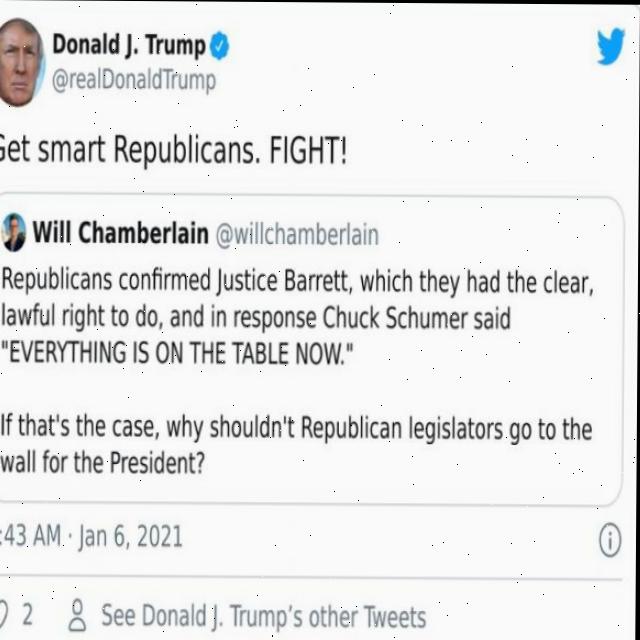 Donald J. Trump
@realDonaldTrump
Get smart Republicans. FIGHT!
Will Chamberlain @willchamberlain
Republicans confirmed Justice Barrett, which they had the clear,
lawful right to do, and in response Chuck Schumer said
"EVERYTHING IS ON THE TABLE NOW."
If that's the case, why shouldn't Republican legislators go to the
wall for the President?
:43 AM · Jan 6, 2021
2 See Donald J. Trump's other Tweets